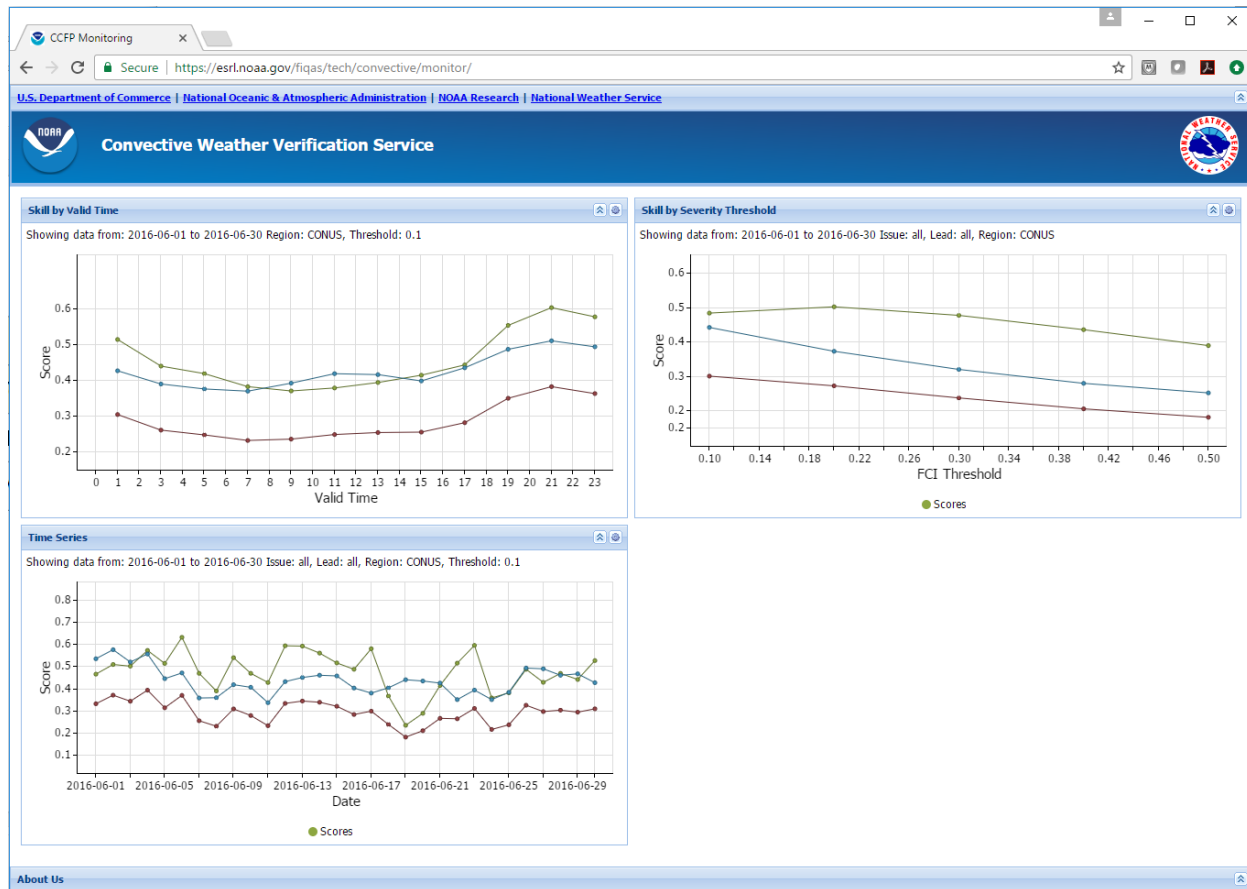 CCFP Monitoring
Secure | https://esrl.noaa.gov/fiqas/tech/convective/monitor/
U.S. Department of Commerce | National Oceanic & Atmospheric Administration | NOAA Research | National Weather Service
NOAA
Convective Weather Verification Service
NATIONAL WEATHER SERVICE
Skill by Valid Time
Showing data from: 2016-06-01 to 2016-06-30 Region: CONUS, Threshold: 0.1
0.6
0.5
0.4
0.3
0.2
Score
0 1 2 3 4 5 6 7 8 9 10 11 12 13 14 15 16 17 18 19 20 21 22 23
Valid Time
Skill by Severity Threshold
Showing data from: 2016-06-01 to 2016-06-30 Issue: all, Lead: all, Region: CONUS
0.6
0.5
0.4
0.3
0.2
0.2
Score
0.10 0.14 0.18 0.22 0.26 0.30 0.34 0.38 0.42 0.46 0.50
FCI Threshold
Scores
Time Series
Showing data from: 2016-06-01 to 2016-06-30 Issue: all, Lead: all, Region: CONUS, Threshold: 0.1
0.8
0.7
0.6
0.5
0.4
0.3
0.2
0.1
Score
2016-06-01 2016-06-05 2016-06-09 2016-06-13 2016-06-17 2016-06-21 2016-06-25 2016-06-29
Date
Scores
About Us